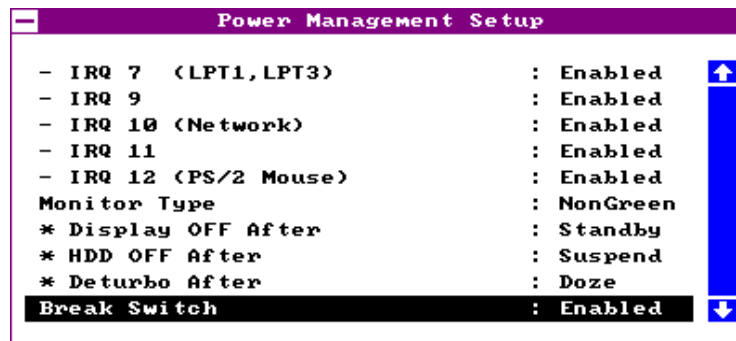 Power Management Setup
- IRQ 7 (LPT1,LPT3) : Enabled
- IRQ 9 : Enabled
- IRQ 10 (Network) : Enabled
- IRQ 11 : Enabled
- IRQ 12 (PS/2 Mouse) : Enabled
Monitor Type : NonGreen
* Display OFF After : Standby
* HDD OFF After : Suspend
* Deturbo After : Doze
Break Switch : Enabled